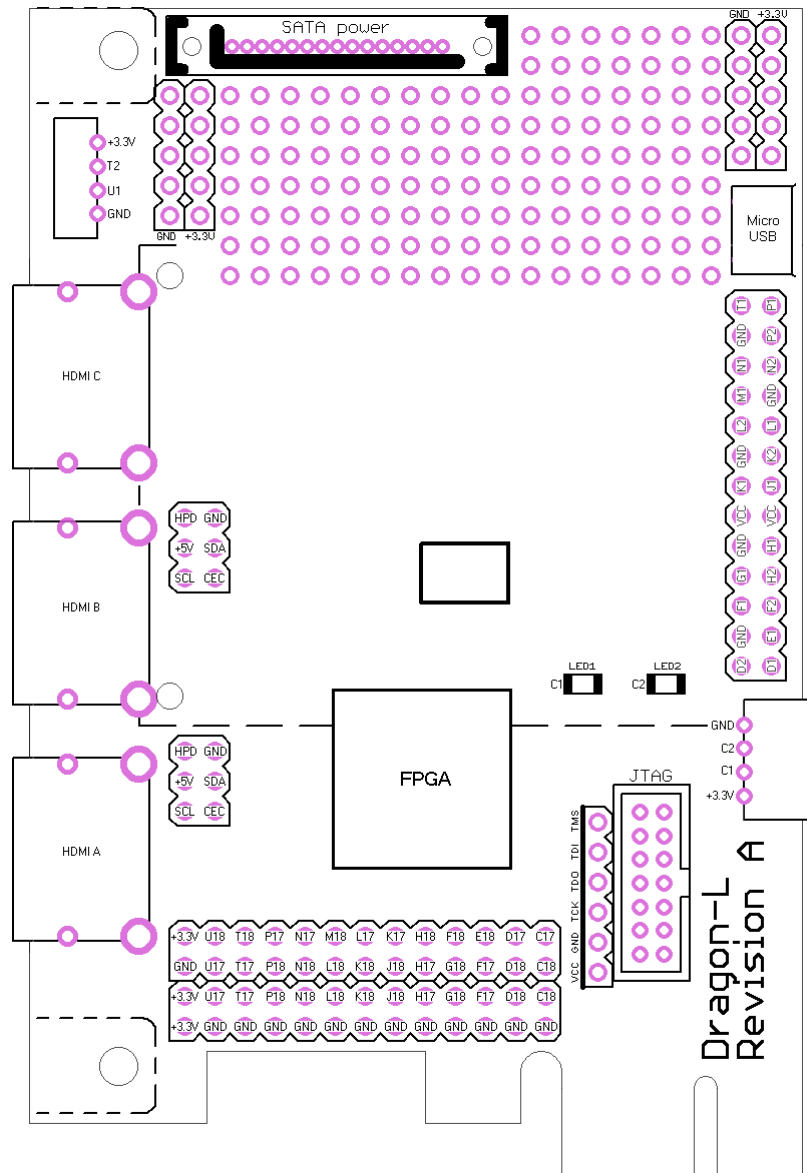 SATA power
GND +3.3V
+3.3V
T2
U1
GND
GND +3.3V
Micro
USB
T1 P1
GND P2
N1 N2
M1 GND
L2 L1
GND K2
K1 J1
VCC VCC
GND H1
G1 H2
F1 F2
GND E1
D2 D1
HDMI C
HPD GND
+5V SDA
SCL CEC
HDMI B
LED1 LED2
C1 C2
GND
C2
C1
+3.3V
HPD GND
+5V SDA
SCL CEC
FPGA
JTAG
HDMI A
TMS
TDI
TDO
TCK
GND
VCC
Dragon-L
Revision A
+3.3V U18 T18 P17 N17 M18 L17 K17 H18 F18 E18 D17 C17
GND U17 T17 P18 N18 L18 K18 J18 H17 G18 F17 D18 C18
+3.3V U17 T17 P18 N18 L18 K18 J18 H17 G18 F17 D18 C18
+3.3V GND GND GND GND GND GND GND GND GND GND GND GND